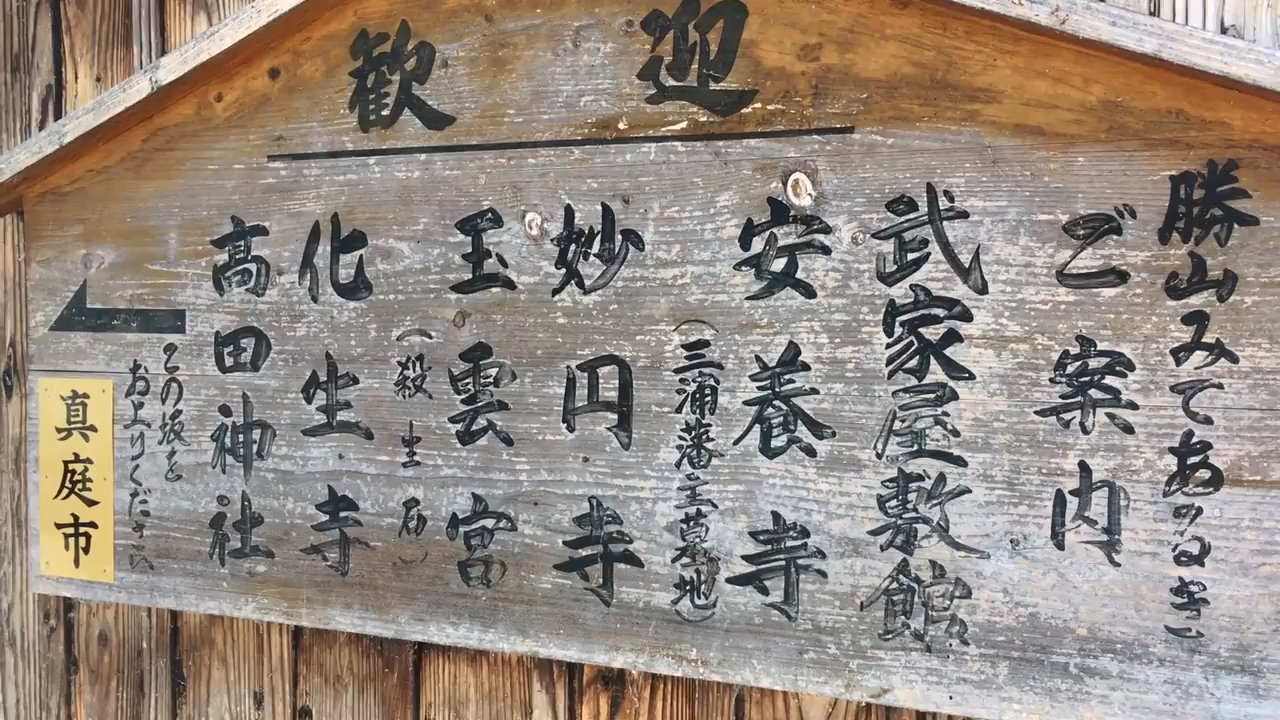 歓迎
勝山みてあるき
ご案内
武家屋敷館
安養寺
(三浦藩主墓地)
妙円寺
玉雲宮
(殺生石)
化生寺
高田神社
この坂を
お上りください
真庭市